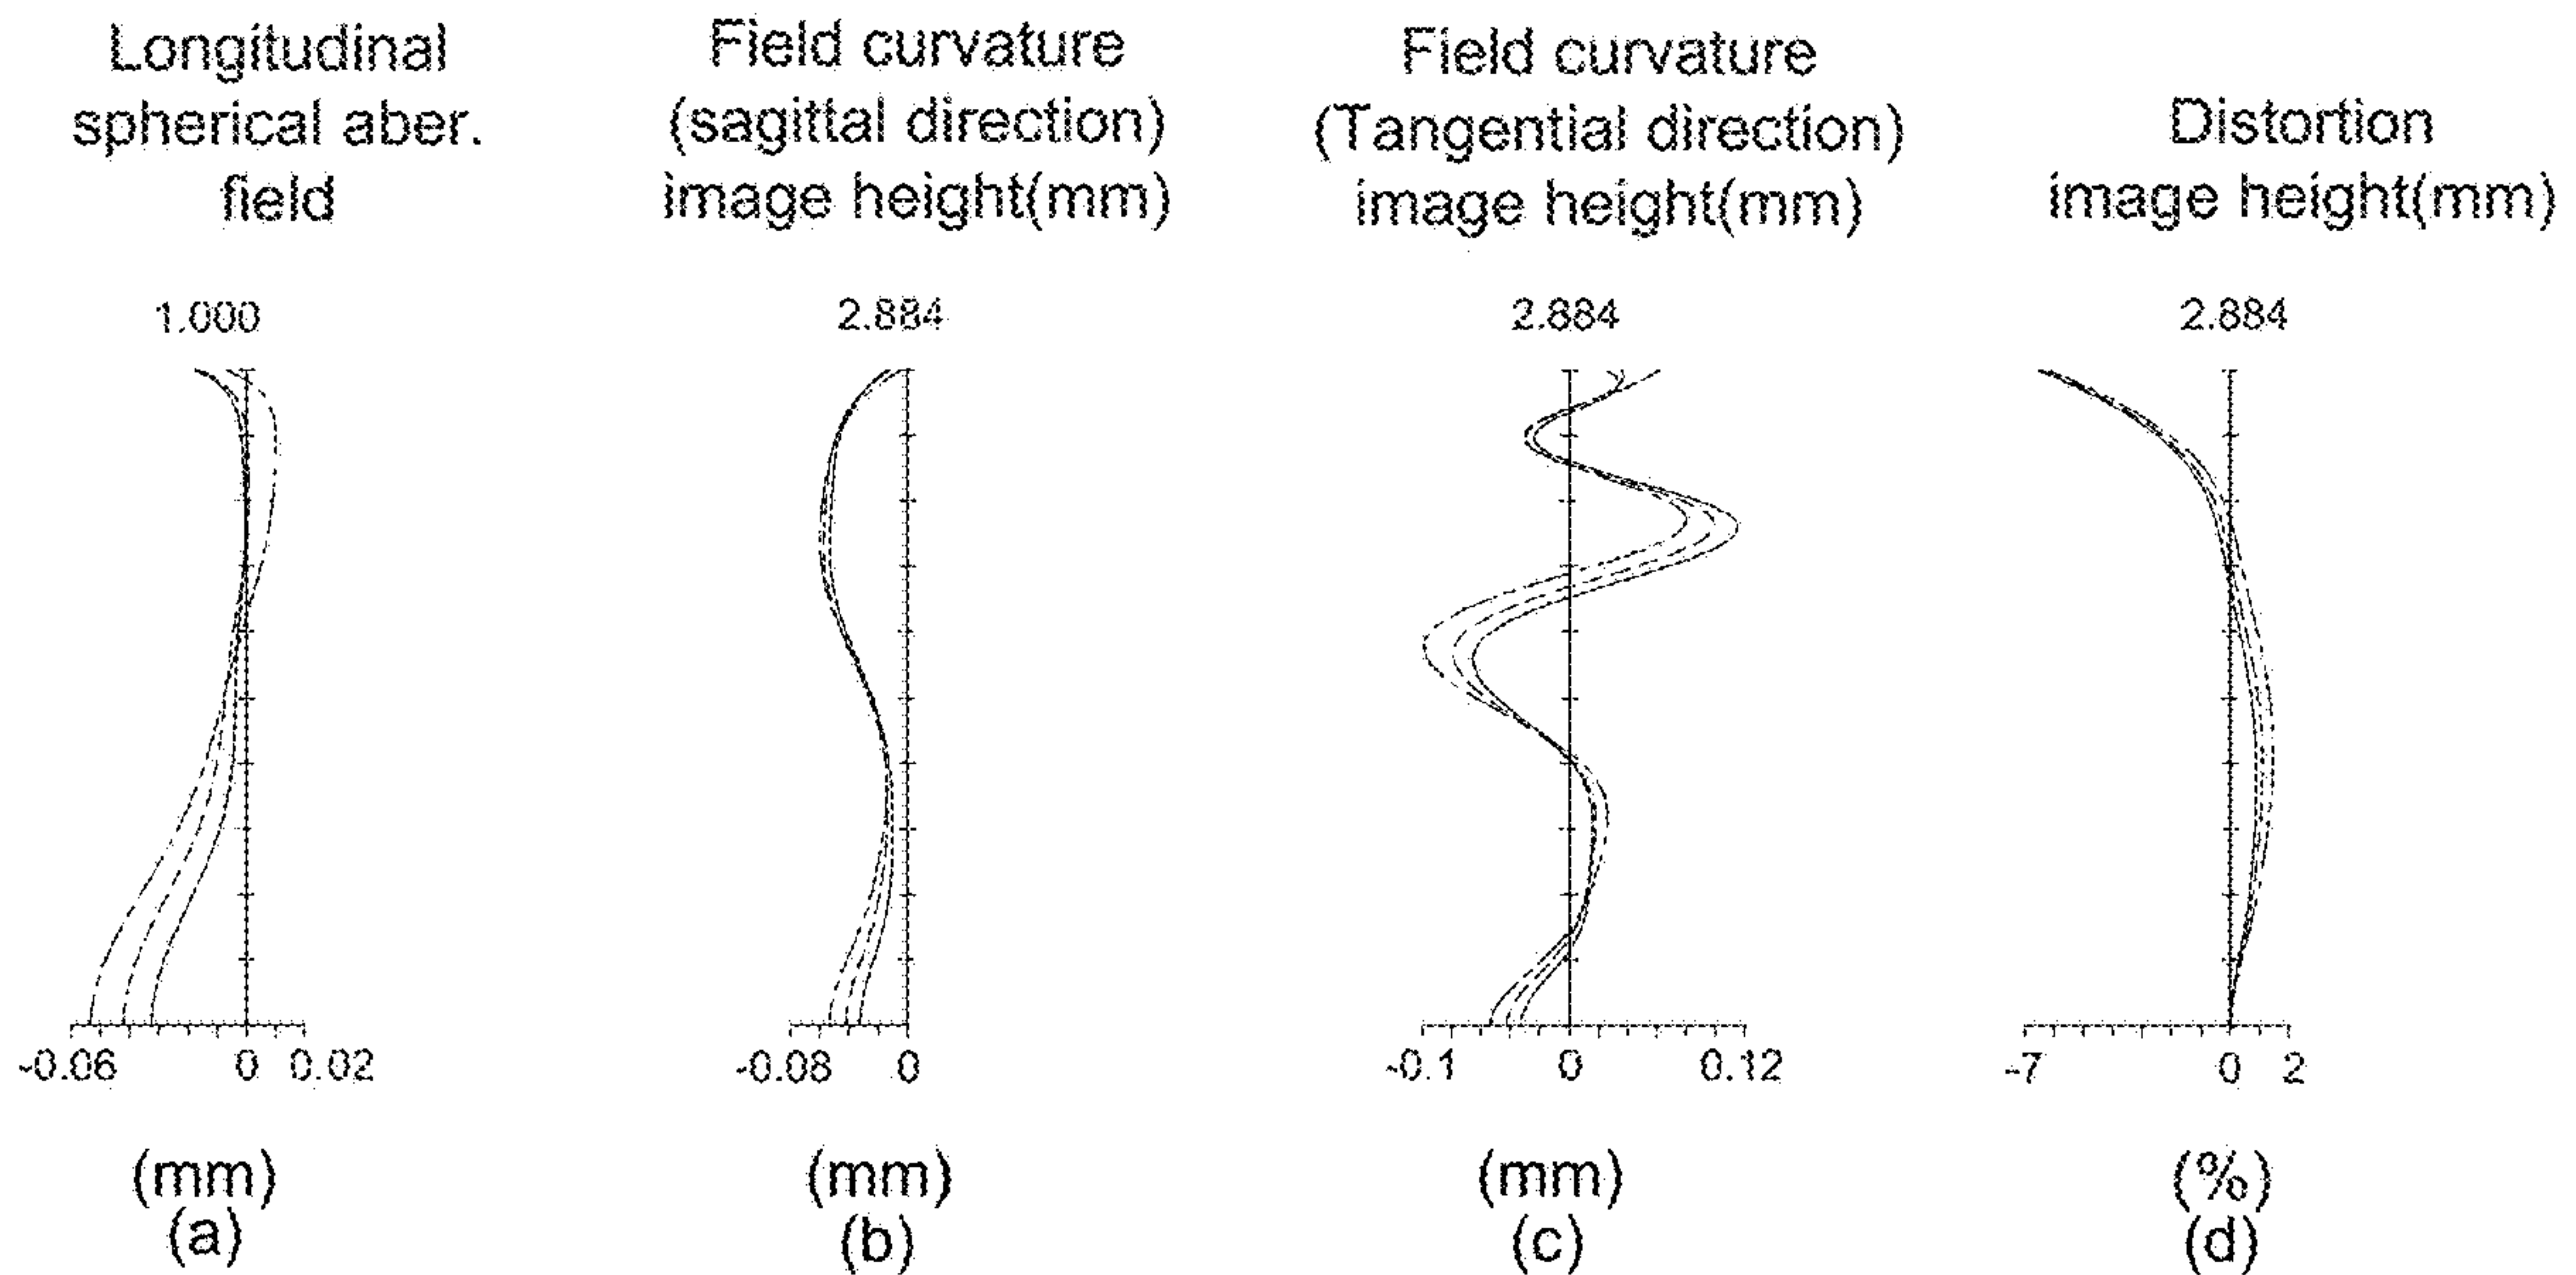 Longitudinal
spherical aber.
field
1.000
-0.06
0
0.02
(mm)
(a)
Field curvature
(sagittal direction)
image height(mm)
2.884
-0.08
0
(mm)
(b)
Field curvature
(Tangential direction)
image height(mm)
2.884
-0.1
0
0.12
(mm)
(c)
Distortion
image height(mm)
2.884
-7
0
2
(%)
(d)